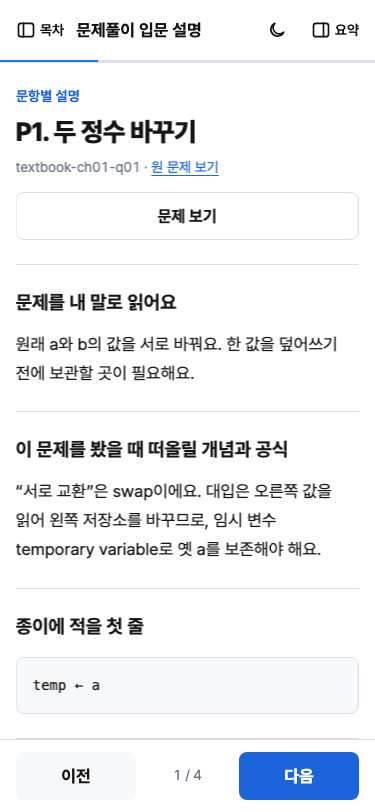 목차 문제풀이 입문 설명 요약
문항별 설명
P1. 두 정수 바꾸기
textbook-ch01-q01 · 원 문제 보기
문제 보기
문제를 내 말로 읽어요
원래 a와 b의 값을 서로 바꿔요. 한 값을 덮어쓰기
전에 보관할 곳이 필요해요.
이 문제를 봤을 때 떠올릴 개념과 공식
“서로 교환”은 swap이에요. 대입은 오른쪽 값을
읽어 왼쪽 저장소를 바꾸므로, 임시 변수
temporary variable로 옛 a를 보존해야 해요.
종이에 적을 첫 줄
temp ← a
이전 1 / 4 다음